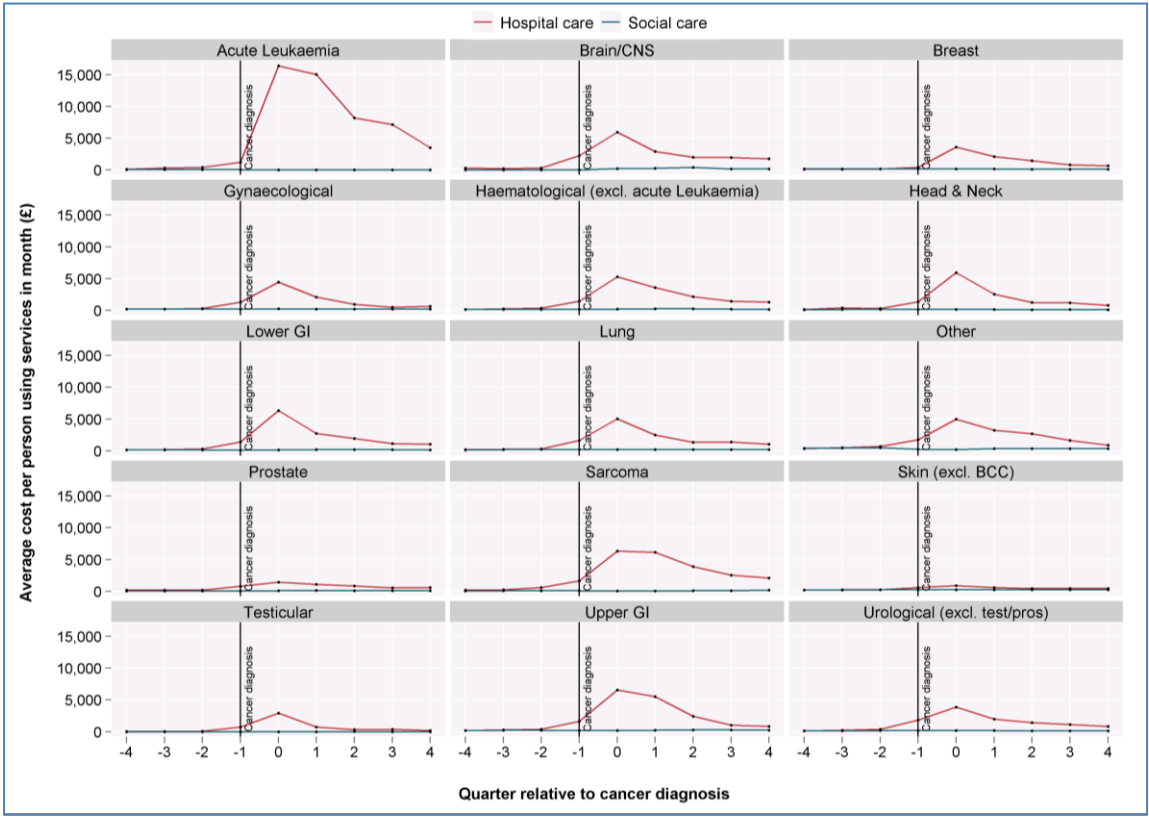 Hospital care Social care
Average cost per person using services in month (£)
Acute Leukaemia Brain/CNS Breast
15,000
10,000
5,000
0
Cancer diagnosis Cancer diagnosis Cancer diagnosis
Gynaecological Haematological (excl. acute Leukaemia) Head & Neck
15,000
10,000
5,000
0
Cancer diagnosis Cancer diagnosis Cancer diagnosis
Lower GI Lung Other
15,000
10,000
5,000
0
Cancer diagnosis Cancer diagnosis Cancer diagnosis
Prostate Sarcoma Skin (excl. BCC)
15,000
10,000
5,000
0
Cancer diagnosis Cancer diagnosis Cancer diagnosis
Testicular Upper GI Urological (excl. test/pros)
15,000
10,000
5,000
0
Cancer diagnosis Cancer diagnosis Cancer diagnosis
-4 -3 -2 -1 0 1 2 3 4 -4 -3 -2 -1 0 1 2 3 4 -4 -3 -2 -1 0 1 2 3 4
Quarter relative to cancer diagnosis